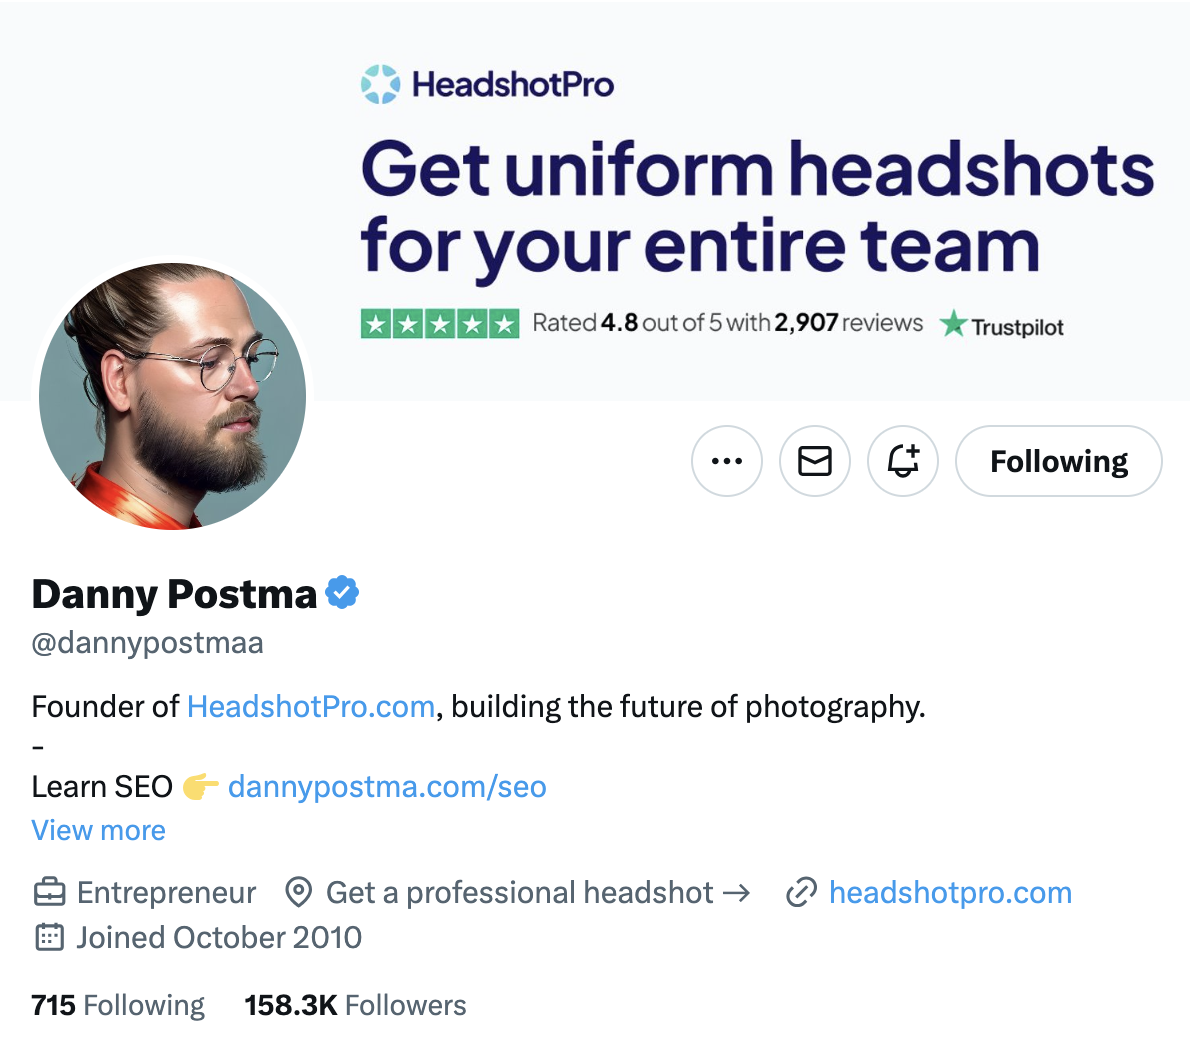 HeadshotPro
Get uniform headshots
for your entire team
Rated 4.8 out of 5 with 2,907 reviews Trustpilot
Following
Danny Postma
@dannypostmaa
Founder of HeadshotPro.com, building the future of photography.
-
Learn SEO 👉 dannypostma.com/seo
View more
Entrepreneur Get a professional headshot → headshotpro.com
Joined October 2010
715 Following 158.3K Followers